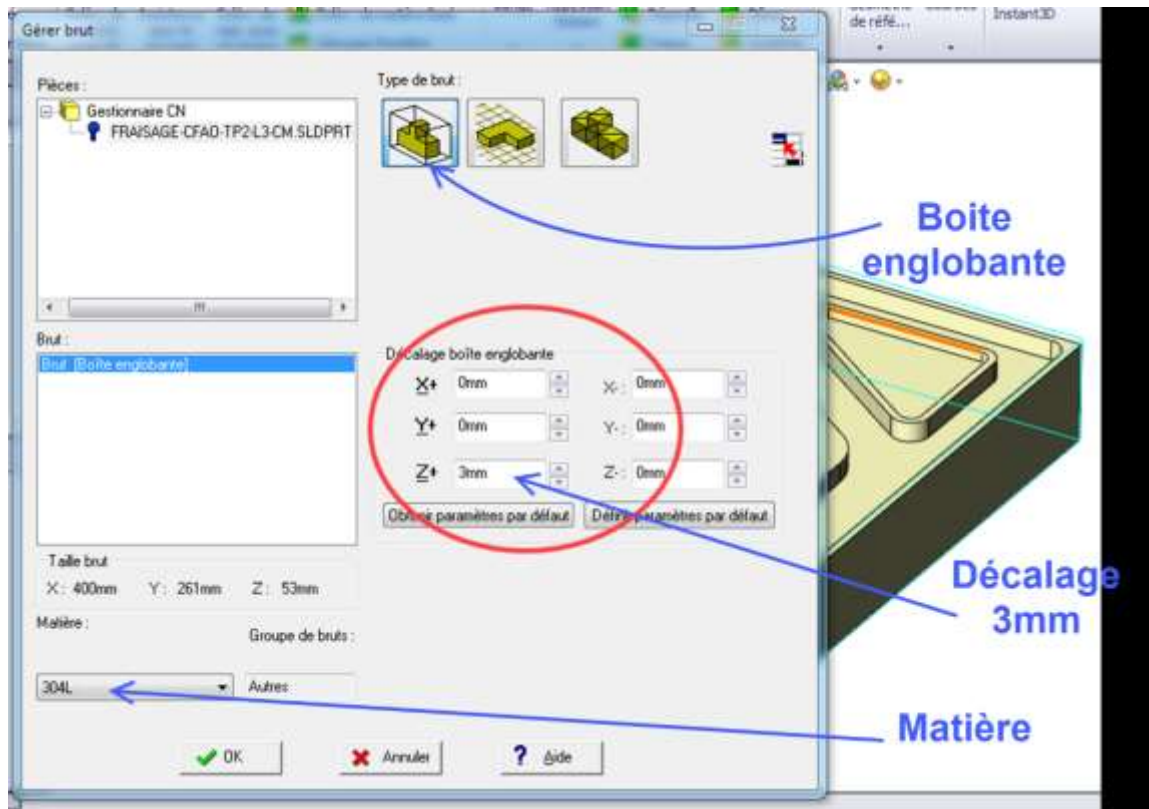 de réfé...
Instant3D
Gérer brut
Pièces :
Gestionnaire CN
FRAISAGE-CFAO-TP2-L3-CM.SLDPRT
Type de brut :
Boite
englobante
Brut :
Brut [Boîte englobante]
Décalage boîte englobante
X+ 0mm X- : 0mm
Y+ 0mm Y- : 0mm
Z+ 3mm Z- : 0mm
Obtenir paramètres par défaut Définir paramètres par défaut
Taille brut
X : 400mm Y : 261mm Z : 53mm
Décalage
3mm
Matière :
Groupe de bruts :
304L Autres
Matière
OK Annuler ? Aide